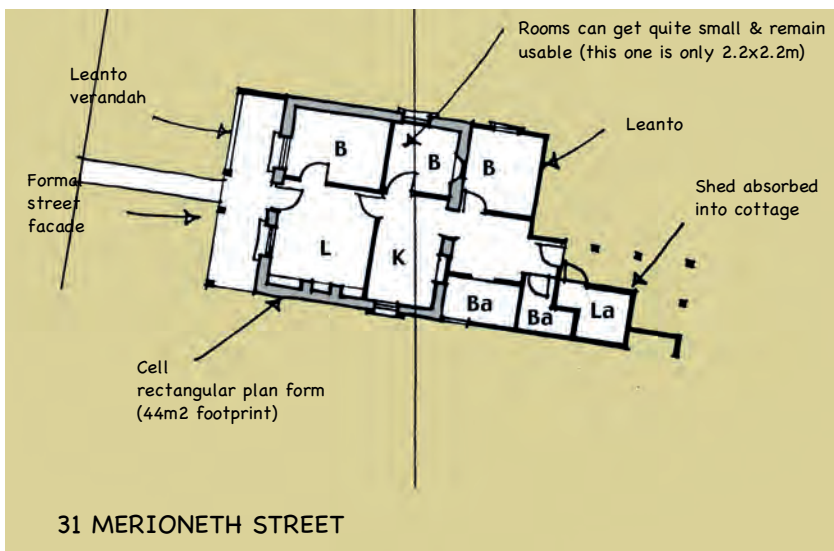 Rooms can get quite small & remain
usable (this one is only 2.2x2.2m)
Leanto
verandah
Leanto
B
B
B
Forma
street
facade
Shed absorbed
into cottage
L
K
Ba
Ba
La
Cell
rectangular plan form
(44m2 footprint)
31 MERIONETH STREET